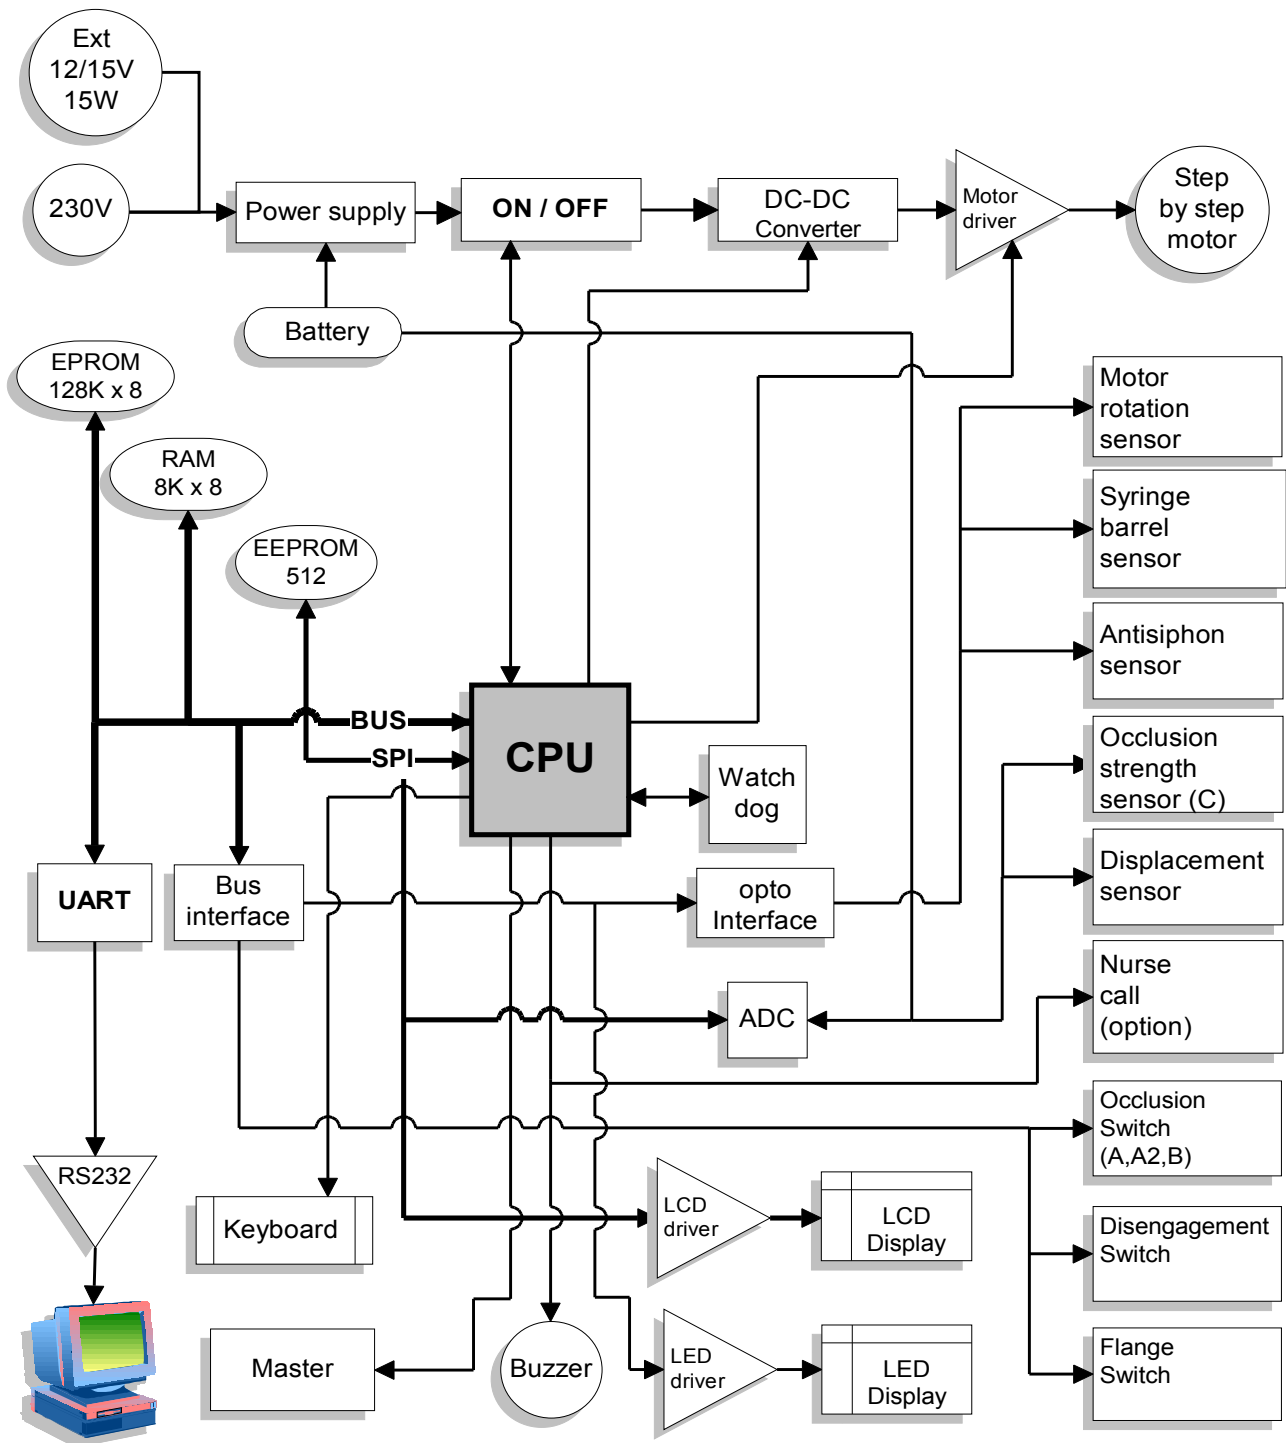 Ext
12/15V
15W
230V
Power supply
ON / OFF
DC-DC
Converter
Motor
driver
Step
by step
motor
Battery
EPROM
128K x 8
RAM
8K x 8
EEPROM
512
Motor
rotation
sensor
Syringe
barrel
sensor
Antisiphon
sensor
BUS
SPI
CPU
Watch
dog
Occlusion
strength
sensor (C)
UART
Bus
interface
opto
Interface
Displacement
sensor
ADC
Nurse
call
(option)
Occlusion
Switch
(A,A2,B)
RS232
Keyboard
LCD
driver
LCD
Display
Disengagement
Switch
Master
Buzzer
LED
driver
LED
Display
Flange
Switch